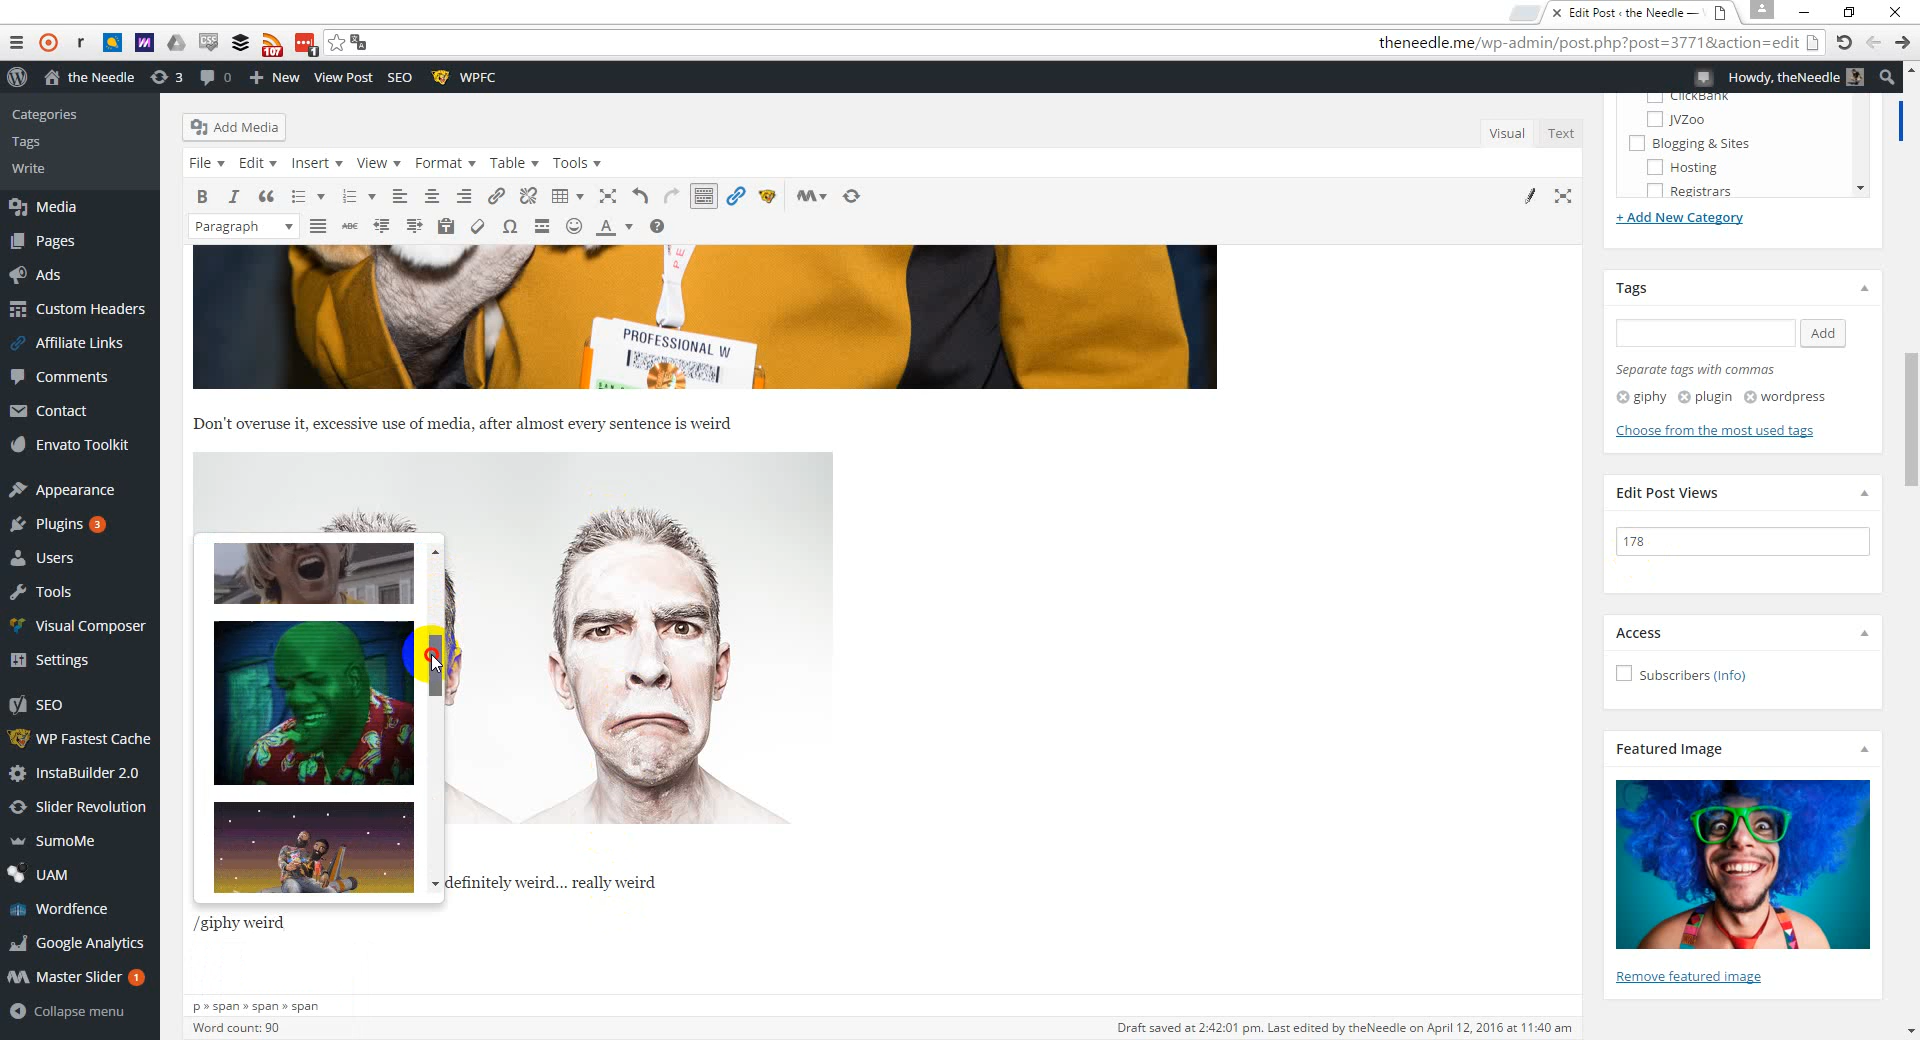 Edit Post ‹ the Needle —
r
CSS
107
1
theneedle.me/wp-admin/post.php?post=3771&action=edit
the Needle
3
0
New
View Post
SEO
WPFC
Howdy, theNeedle
Categories
Tags
Write
Media
Pages
Ads
Custom Headers
Affiliate Links
Comments
Contact
Envato Toolkit
Appearance
Plugins 3
Users
Tools
Visual Composer
Settings
SEO
WP Fastest Cache
InstaBuilder 2.0
Slider Revolution
SumoMe
UAM
Wordfence
Google Analytics
Master Slider 1
Collapse menu
Add Media
Visual
Text
File
Edit
Insert
View
Format
Table
Tools
B
I
Paragraph
ABC
A
PE
PROFESSIONAL W
Don't overuse it, excessive use of media, after almost every sentence is weird
definitely weird... really weird
/giphy weird
p » span » span » span
Word count: 90
Draft saved at 2:42:01 pm. Last edited by theNeedle on April 12, 2016 at 11:40 am
ClickBank
JVZoo
Blogging & Sites
Hosting
Registrars
+ Add New Category
Tags
Add
Separate tags with commas
giphy
plugin
wordpress
Choose from the most used tags
Edit Post Views
178
Access
Subscribers (Info)
Featured Image
Remove featured image